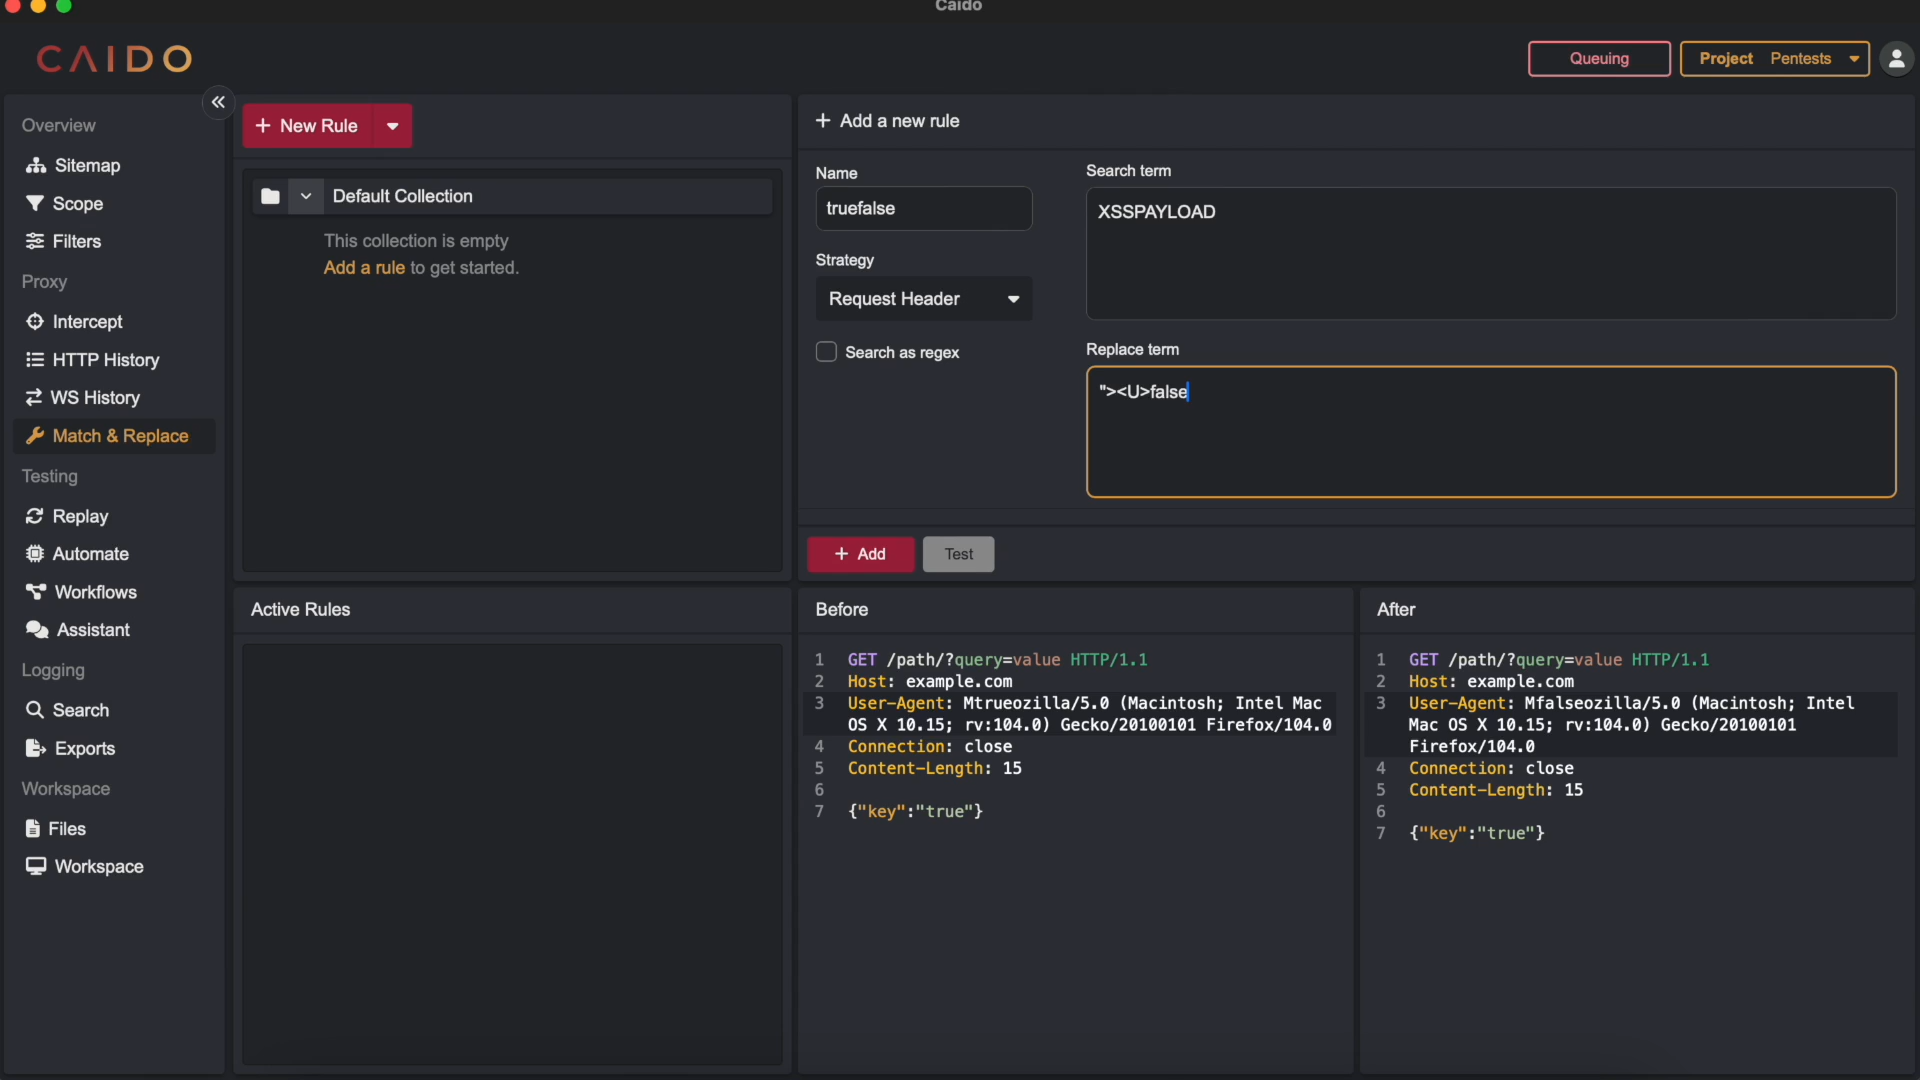 Caido
CAIDO
Queuing
Project Pentests
Overview
Sitemap
Scope
Filters
Proxy
Intercept
HTTP History
WS History
Match & Replace
Testing
Replay
Automate
Workflows
Assistant
Logging
Search
Exports
Workspace
Files
Workspace
+ New Rule
Default Collection
This collection is empty
Add a rule to get started.
+ Add a new rule
Name
truefalse
Strategy
Request Header
Search as regex
Search term
XSSPAYLOAD
Replace term
"><U>false
+ Add
Test
Active Rules
Before
1 GET /path/?query=value HTTP/1.1
2 Host: example.com
3 User-Agent: Mtrueozilla/5.0 (Macintosh; Intel Mac
OS X 10.15; rv:104.0) Gecko/20100101 Firefox/104.0
4 Connection: close
5 Content-Length: 15
6
7 {"key":"true"}
After
1 GET /path/?query=value HTTP/1.1
2 Host: example.com
3 User-Agent: Mfalseozilla/5.0 (Macintosh; Intel
Mac OS X 10.15; rv:104.0) Gecko/20100101
Firefox/104.0
4 Connection: close
5 Content-Length: 15
6
7 {"key":"true"}